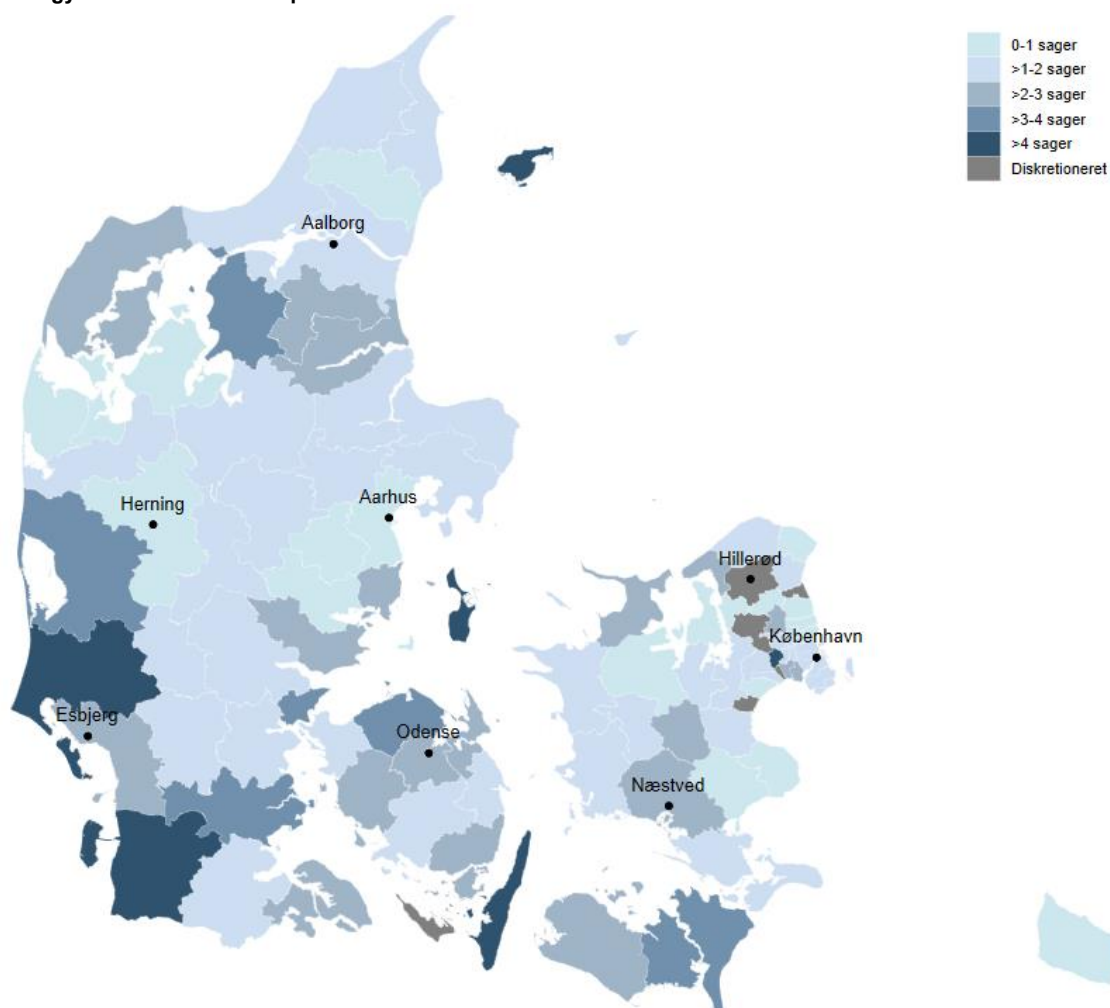 0-1 sager
>1-2 sager
>2-3 sager
>3-4 sager
>4 sager
Diskretioneret
Aalborg
Herning
Aarhus
Hillerød
København
Esbjerg
Odense
Næstved